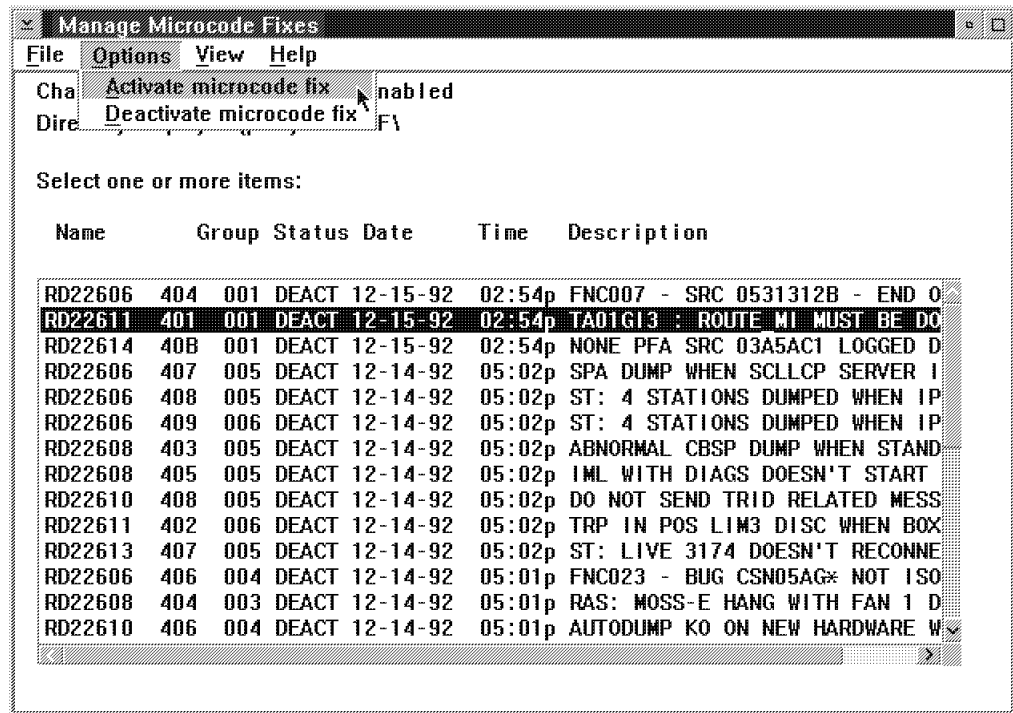 Manage Microcode Fixes
File Options View Help
Activate microcode fix
Deactivate microcode fix
Cha nabled
Dire F\
Select one or more items:
Name Group Status Date Time Description
RD22606 404 001 DEACT 12-15-92 02:54p FNC007 - SRC 0531312B - END O
RD22611 401 001 DEACT 12-15-92 02:54p TA01GI3 : ROUTE_MI MUST BE DO
RD22614 40B 001 DEACT 12-15-92 02:54p NONE PFA SRC 03A5AC1 LOGGED D
RD22606 407 005 DEACT 12-14-92 05:02p SPA DUMP WHEN SCLLCP SERVER I
RD22606 408 005 DEACT 12-14-92 05:02p ST: 4 STATIONS DUMPED WHEN IP
RD22606 409 006 DEACT 12-14-92 05:02p ST: 4 STATIONS DUMPED WHEN IP
RD22608 403 005 DEACT 12-14-92 05:02p ABNORMAL CBSP DUMP WHEN STAND
RD22608 405 005 DEACT 12-14-92 05:02p IML WITH DIAGS DOESN'T START
RD22610 408 005 DEACT 12-14-92 05:02p DO NOT SEND TRID RELATED MESS
RD22611 402 006 DEACT 12-14-92 05:02p TRP IN POS LIM3 DISC WHEN BOX
RD22613 407 005 DEACT 12-14-92 05:02p ST: LIVE 3174 DOESN'T RECONNE
RD22606 406 004 DEACT 12-14-92 05:01p FNC023 - BUG CSN05AG* NOT ISO
RD22608 404 003 DEACT 12-14-92 05:01p RAS: MOSS-E HANG WITH FAN 1 D
RD22610 406 004 DEACT 12-14-92 05:01p AUTODUMP KO ON NEW HARDWARE W